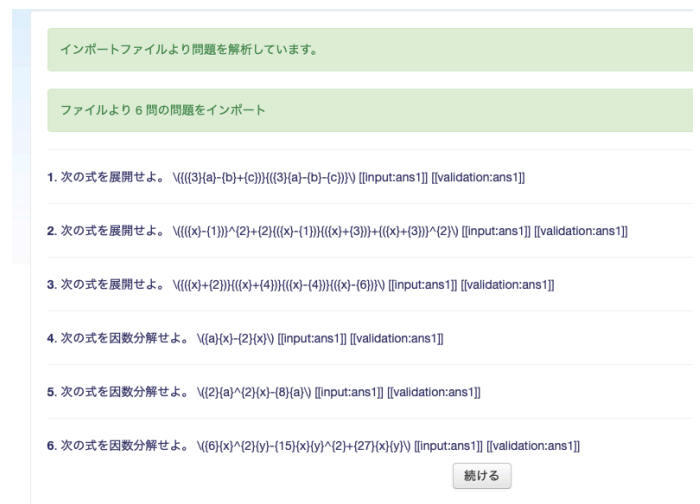 インポートファイルより問題を解析しています。
ファイルより 6 問の問題をインポート
1. 次の式を展開せよ。 \({({3}{a}-{b}+{c})}{({3}{a}-{b}-{c})}\) [[input:ans1]] [[validation:ans1]]
2. 次の式を展開せよ。 \({({x}-{1})}^{2}+{2}{({x}-{1})}{({x}+{3})}+{({x}+{3})}^{2}\) [[input:ans1]] [[validation:ans1]]
3. 次の式を展開せよ。 \({({x}+{2})}{({x}+{4})}{({x}-{4})}{({x}-{6})}\) [[input:ans1]] [[validation:ans1]]
4. 次の式を因数分解せよ。 \({a}{x}-{2}{x}\) [[input:ans1]] [[validation:ans1]]
5. 次の式を因数分解せよ。 \({2}{a}^{2}{x}-{8}{a}\) [[input:ans1]] [[validation:ans1]]
6. 次の式を因数分解せよ。 \({6}{x}^{2}{y}-{15}{x}{y}^{2}+{27}{x}{y}\) [[input:ans1]] [[validation:ans1]]
続ける